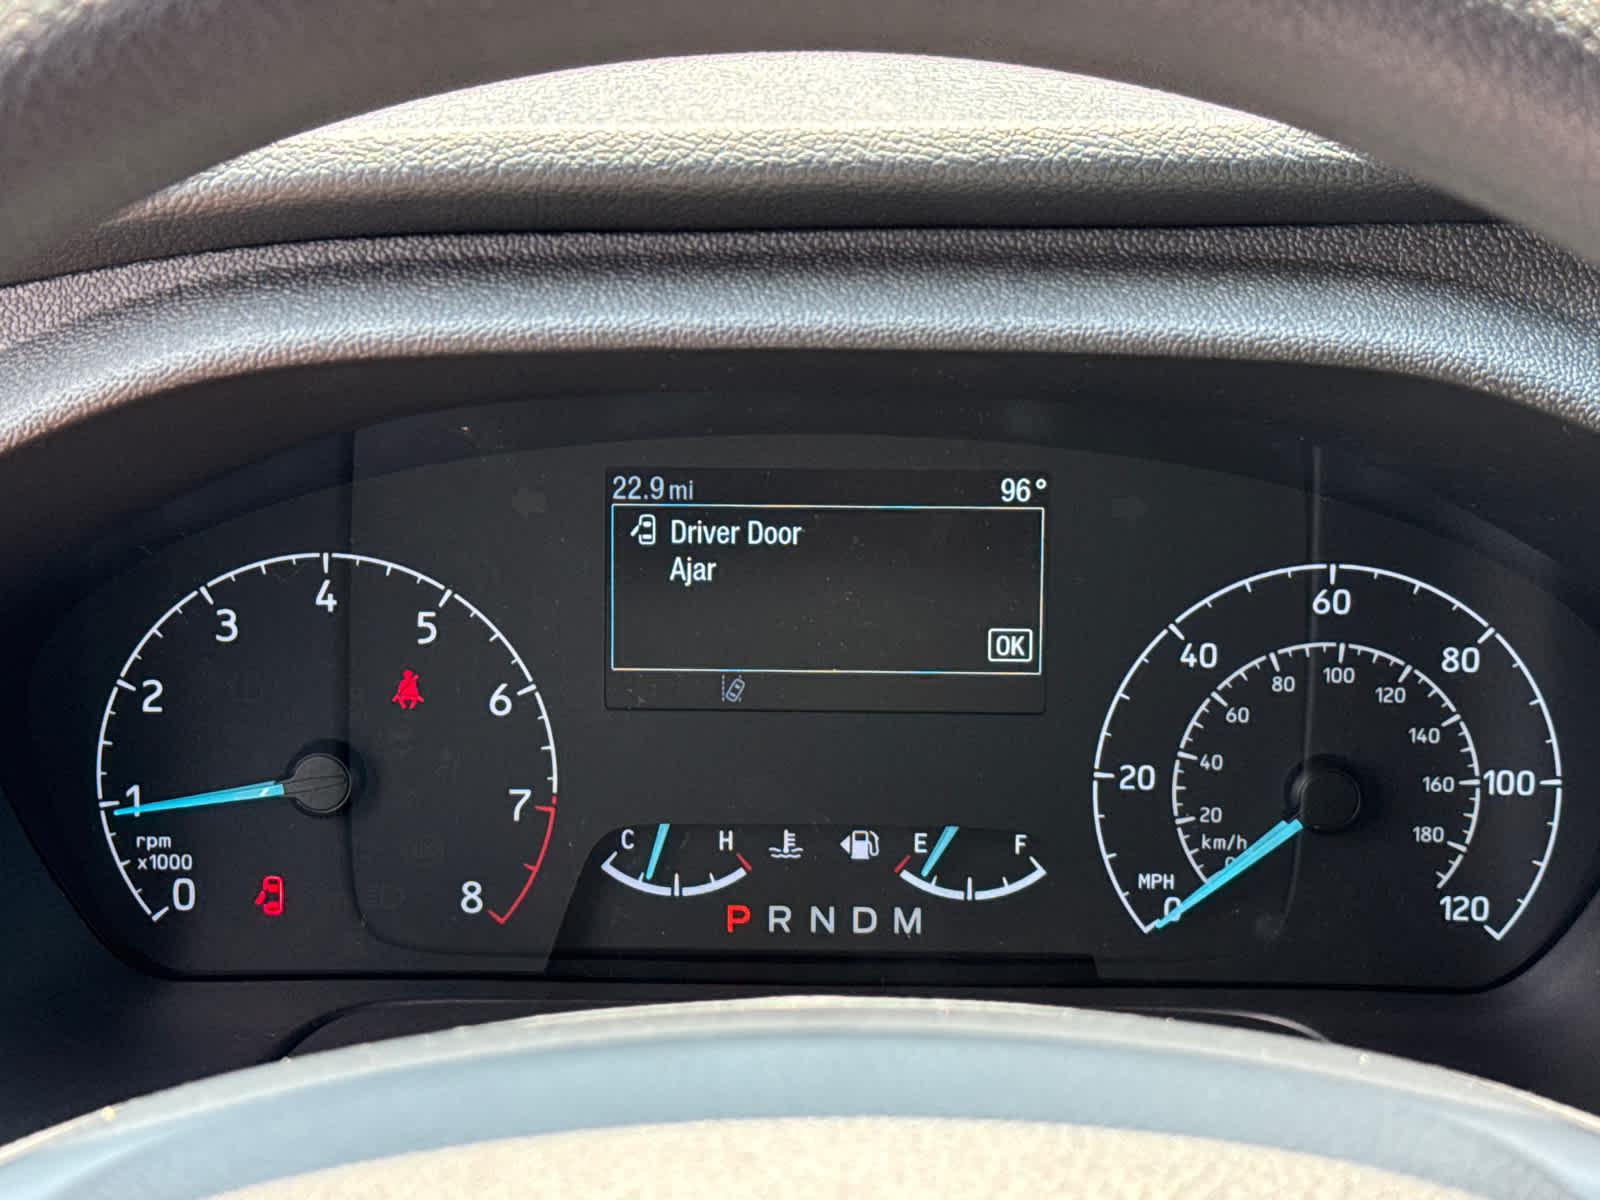 22.9 mi 96°
Driver Door
Ajar
OK
0 1 2 3 4 5 6 7 8
rpm
x1000
C H
E F
P R N D M
0 20 40 60 80 100 120
MPH
0 20 40 60 80 100 120 140 160 180
km/h